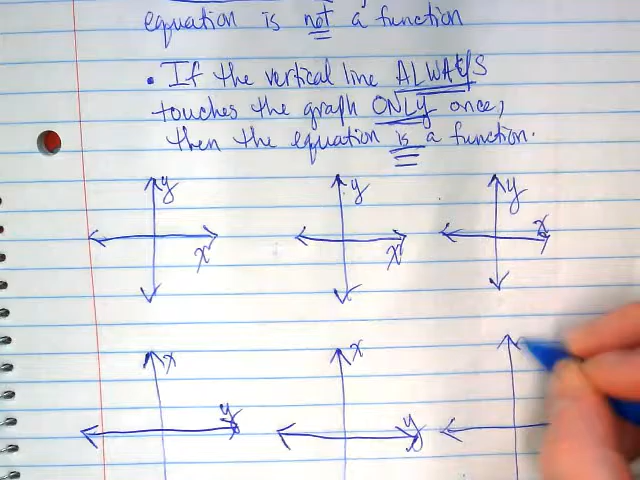 equation is not a function
• If the vertical line ALWAYS
touches the graph ONLY once,
then the equation is a function.
y y y
x x x
x x
y y